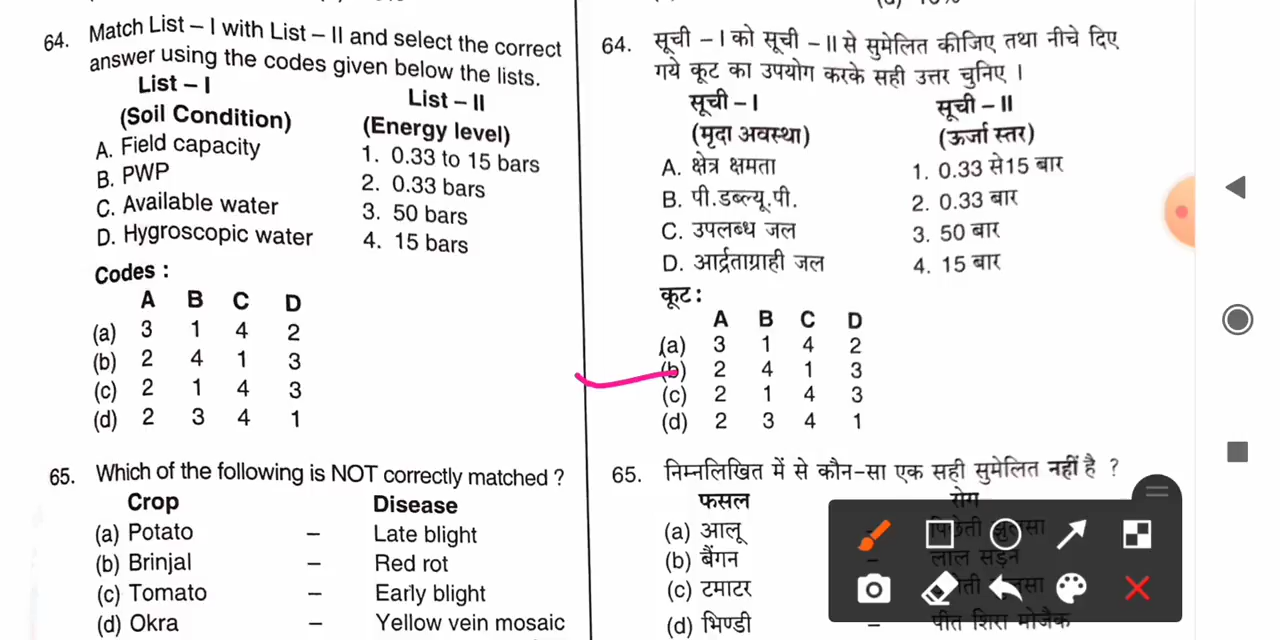 64. Match List – I with List – II and select the correct
answer using the codes given below the lists.
List – I List – II
(Soil Condition) (Energy level)
A. Field capacity 1. 0.33 to 15 bars
B. PWP 2. 0.33 bars
C. Available water 3. 50 bars
D. Hygroscopic water 4. 15 bars
Codes :
A B C D
(a) 3 1 4 2
(b) 2 4 1 3
(c) 2 1 4 3
(d) 2 3 4 1
65. Which of the following is NOT correctly matched ?
Crop Disease
(a) Potato – Late blight
(b) Brinjal – Red rot
(c) Tomato – Early blight
(d) Okra – Yellow vein mosaic
64. सूची – I को सूची – II से सुमेलित कीजिए तथा नीचे दिए
गये कूट का उपयोग करके सही उत्तर चुनिए ।
सूची – I सूची – II
(मृदा अवस्था) (ऊर्जा स्तर)
A. क्षेत्र क्षमता 1. 0.33 से 15 बार
B. पी.डब्ल्यू.पी. 2. 0.33 बार
C. उपलब्ध जल 3. 50 बार
D. आर्द्रताग्राही जल 4. 15 बार
कूट :
A B C D
(a) 3 1 4 2
(b) 2 4 1 3
(c) 2 1 4 3
(d) 2 3 4 1
65. निम्नलिखित में से कौन-सा एक सही सुमेलित नहीं है ?
फसल रोग
(a) आलू – पिछेती झुलसा
(b) बैंगन – लाल सड़न
(c) टमाटर
(d) भिण्डी – पीत शिरा मोजैक